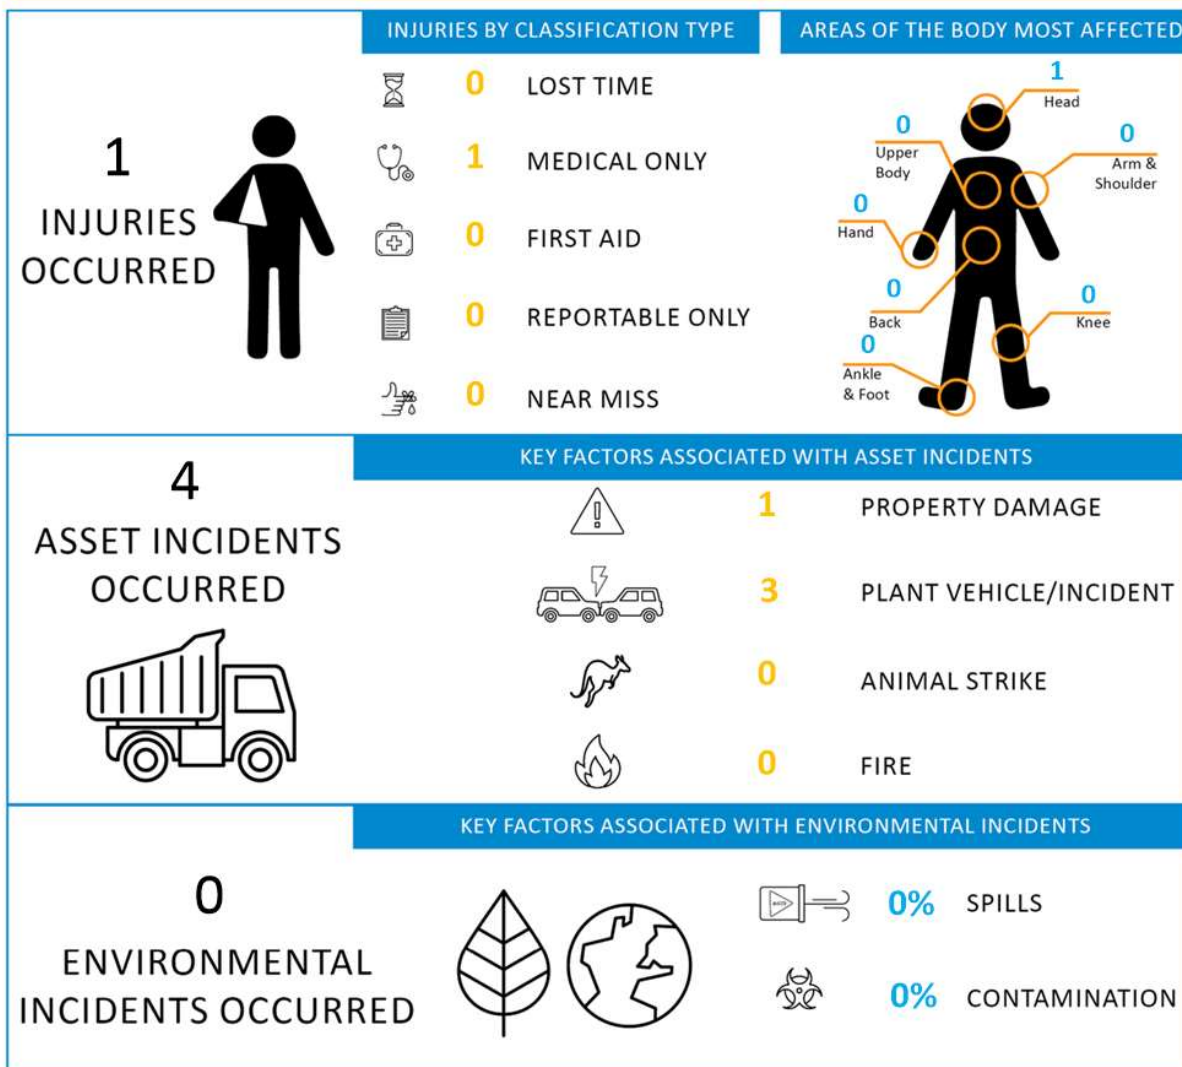 1
INJURIES
OCCURRED
INJURIES BY CLASSIFICATION TYPE
0 LOST TIME
1 MEDICAL ONLY
0 FIRST AID
0 REPORTABLE ONLY
0 NEAR MISS
AREAS OF THE BODY MOST AFFECTED
1
Head
0
Upper
Body
0
Arm &
Shoulder
0
Hand
0
Back
0
Knee
0
Ankle
& Foot
4
ASSET INCIDENTS
OCCURRED
KEY FACTORS ASSOCIATED WITH ASSET INCIDENTS
1 PROPERTY DAMAGE
3 PLANT VEHICLE/INCIDENT
0 ANIMAL STRIKE
0 FIRE
0
ENVIRONMENTAL
INCIDENTS OCCURRED
KEY FACTORS ASSOCIATED WITH ENVIRONMENTAL INCIDENTS
0% SPILLS
0% CONTAMINATION